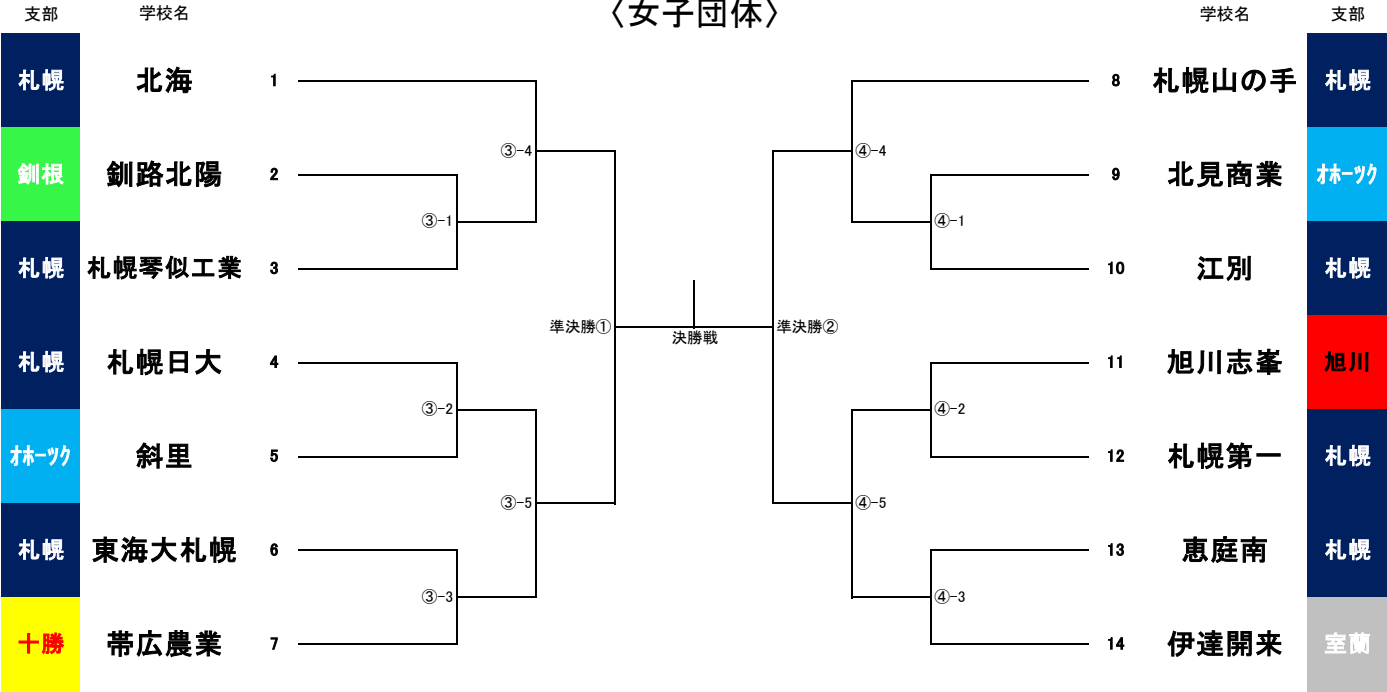 〈女子団体〉
支部 学校名 学校名 支部
札幌 北海 1 8 札幌山の手 札幌
③-4 ④-4
釧根 釧路北陽 2 9 北見商業 オホーツク
③-1 ④-1
札幌 札幌琴似工業 3 10 江別 札幌
準決勝① 決勝戦 準決勝②
札幌 札幌日大 4 11 旭川志峯 旭川
③-2 ④-2
オホーツク 斜里 5 12 札幌第一 札幌
③-5 ④-5
札幌 東海大札幌 6 13 恵庭南 札幌
③-3 ④-3
十勝 帯広農業 7 14 伊達開来 室蘭